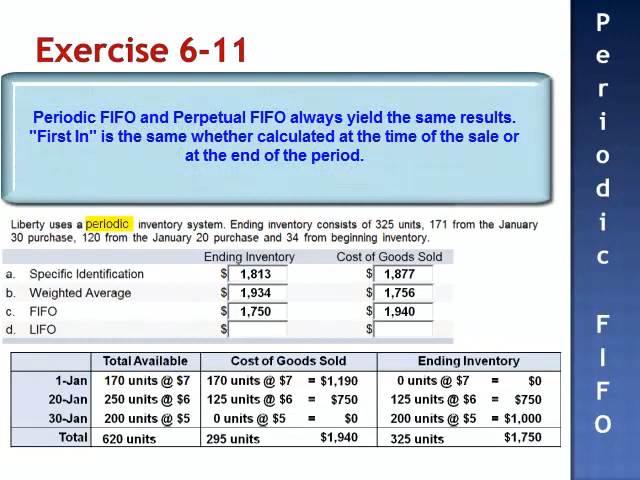 Exercise 6-11
Periodic FIFO and Perpetual FIFO always yield the same results.
"First In" is the same whether calculated at the time of the sale or
at the end of the period.
Liberty uses a periodic inventory system. Ending inventory consists of 325 units, 171 from the January
30 purchase, 120 from the January 20 purchase and 34 from beginning inventory.
Ending Inventory Cost of Goods Sold
a. Specific Identification $ 1,813 $ 1,877
b. Weighted Average $ 1,934 $ 1,756
c. FIFO $ 1,750 $ 1,940
d. LIFO $ $
Total Available Cost of Goods Sold Ending Inventory
1-Jan 170 units @ $7 170 units @ $7 = $1,190 0 units @ $7 = $0
20-Jan 250 units @ $6 125 units @ $6 = $750 125 units @ $6 = $750
30-Jan 200 units @ $5 0 units @ $5 = $0 200 units @ $5 = $1,000
Total 620 units 295 units $1,940 325 units $1,750
Periodic FIFO